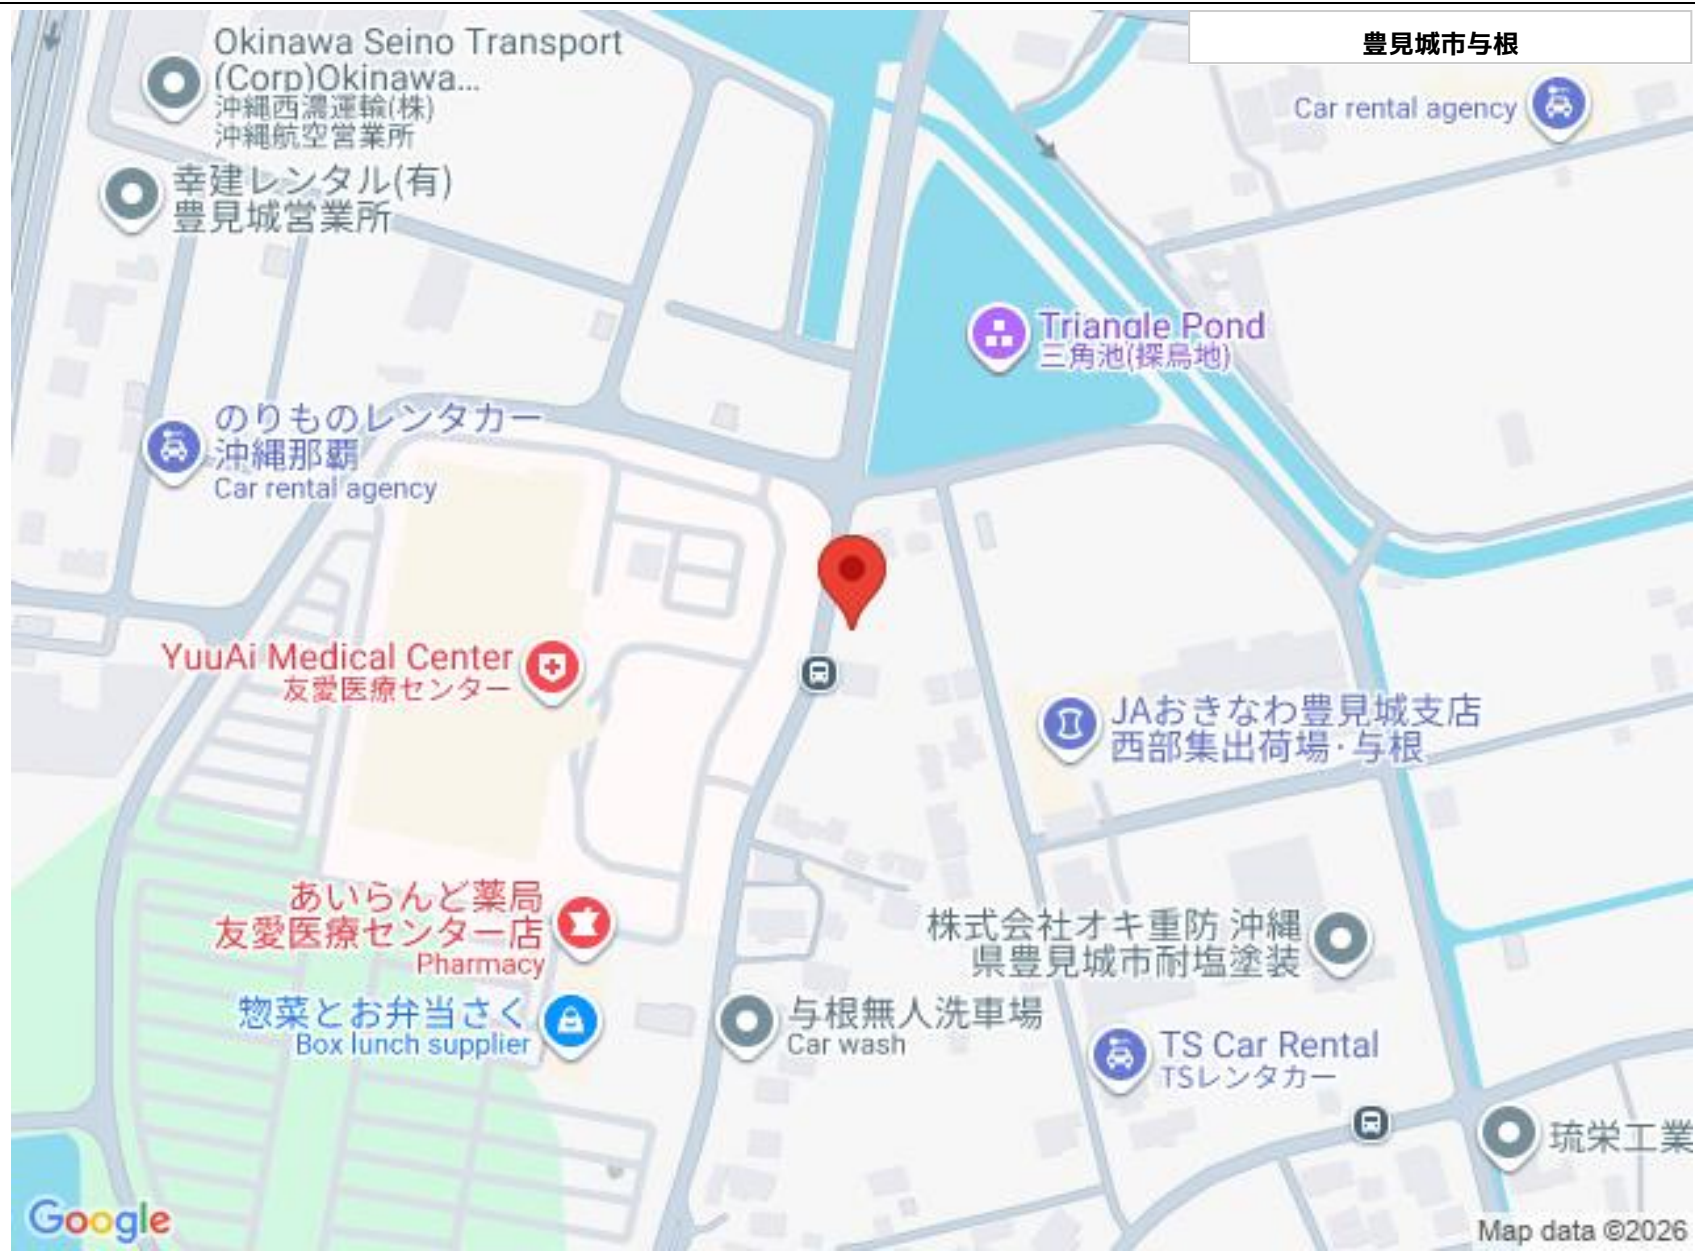 豊見城市与根
Okinawa Seino Transport
(Corp)Okinawa...
沖縄西濃運輸(株)
沖縄航空営業所
Car rental agency
幸建レンタル(有)
豊見城営業所
Triangle Pond
三角池(探鳥地)
のりものレンタカー
沖縄那覇
Car rental agency
YuuAi Medical Center
友愛医療センター
JAおきなわ豊見城支店
西部集出荷場·与根
あいらんど薬局
友愛医療センター店
Pharmacy
株式会社オキ重防 沖縄
県豊見城市耐塩塗装
惣菜とお弁当さく
Box lunch supplier
与根無人洗車場
Car wash
TS Car Rental
TSレンタカー
琉栄工業
Google
Map data ©2026